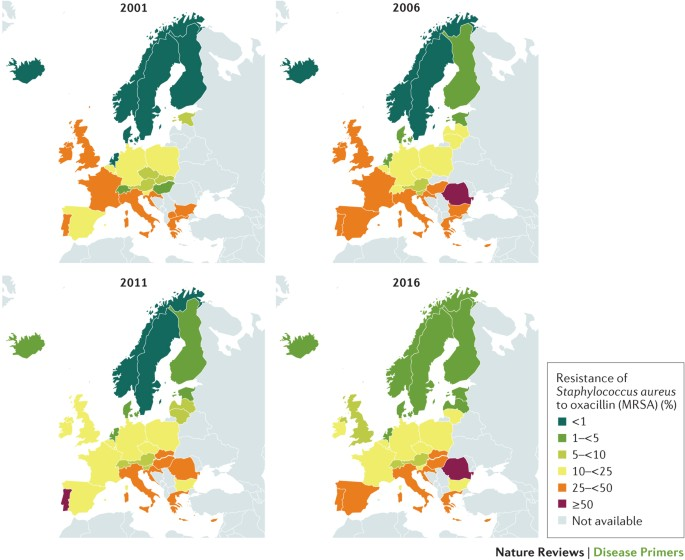 2001
2006
2011
2016
Resistance of
Staphylococcus aureus
to oxacillin (MRSA) (%)
<1
1–<5
5–<10
10–<25
25–<50
≥50
Not available
Nature Reviews | Disease Primers